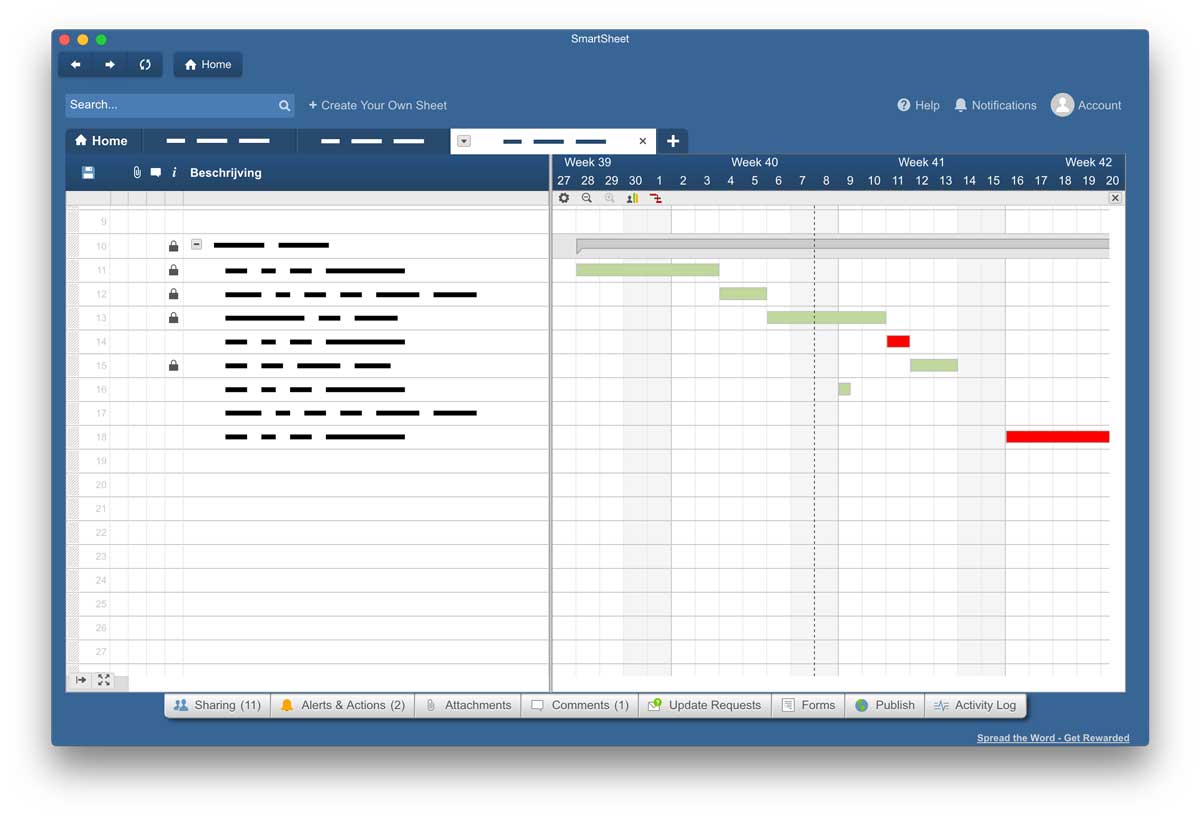 SmartSheet
Home
Search...
+ Create Your Own Sheet
? Help
Notifications
Account
Home
+
i
Beschrijving
Week 39 Week 40 Week 41 Week 42
27 28 29 30 1 2 3 4 5 6 7 8 9 10 11 12 13 14 15 16 17 18 19 20
9
10
11
12
13
14
15
16
17
18
19
20
21
22
23
24
25
26
27
Sharing (11)
Alerts & Actions (2)
Attachments
Comments (1)
Update Requests
Forms
Publish
Activity Log
Spread the Word - Get Rewarded